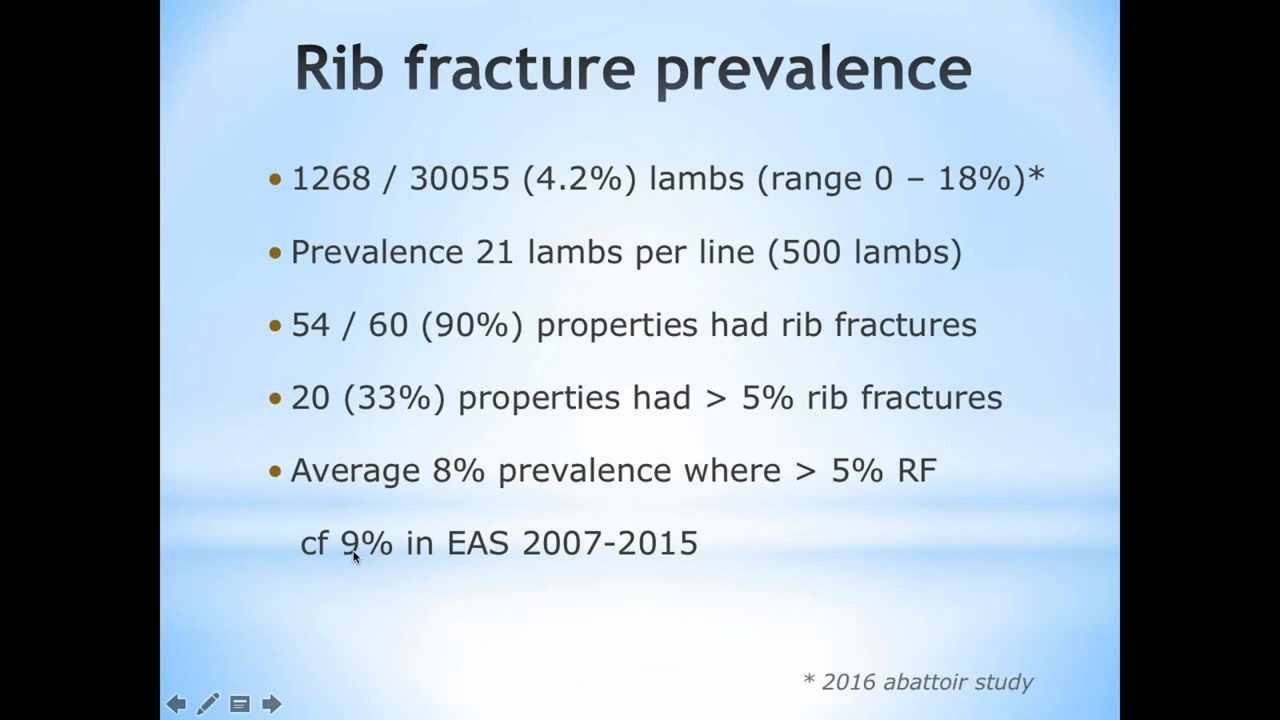 Rib fracture prevalence
• 1268 / 30055 (4.2%) lambs (range 0 – 18%)*
• Prevalence 21 lambs per line (500 lambs)
• 54 / 60 (90%) properties had rib fractures
• 20 (33%) properties had > 5% rib fractures
• Average 8% prevalence where > 5% RF
cf 9% in EAS 2007-2015
* 2016 abattoir study